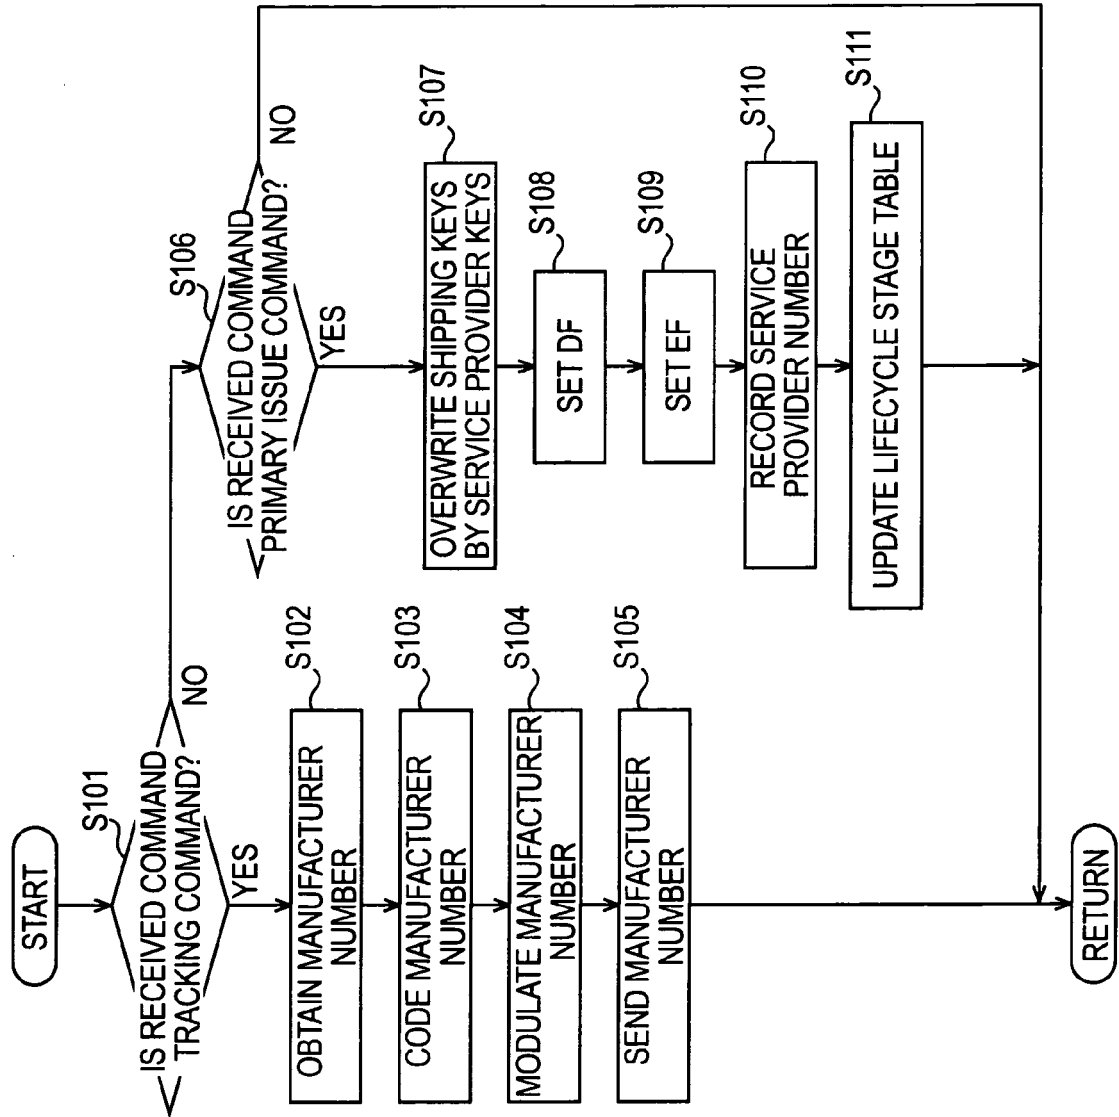 START
S101
IS RECEIVED COMMAND
TRACKING COMMAND?
NO
YES
S102
OBTAIN MANUFACTURER
NUMBER
S103
CODE MANUFACTURER
NUMBER
S104
MODULATE MANUFACTURER
NUMBER
S105
SEND MANUFACTURER
NUMBER
S106
IS RECEIVED COMMAND
PRIMARY ISSUE COMMAND?
NO
YES
S107
OVERWRITE SHIPPING KEYS
BY SERVICE PROVIDER KEYS
S108
SET DF
S109
SET EF
S110
RECORD SERVICE
PROVIDER NUMBER
S111
UPDATE LIFECYCLE STAGE TABLE
RETURN